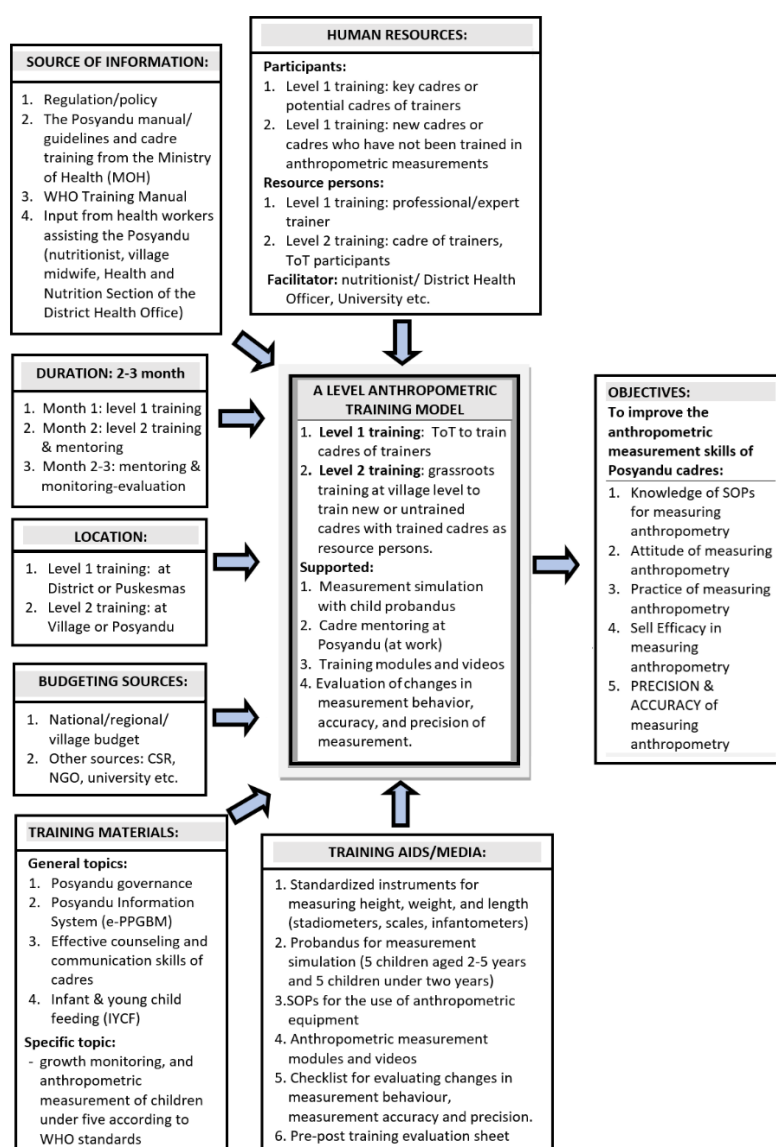 SOURCE OF INFORMATION:
1. Regulation/policy
2. The Posyandu manual/
guidelines and cadre
training from the Ministry
of Health (MOH)
3. WHO Training Manual
4. Input from health workers
assisting the Posyandu
(nutritionist, village
midwife, Health and
Nutrition Section of the
District Health Office)
HUMAN RESOURCES:
Participants:
1. Level 1 training: key cadres or
potential cadres of trainers
2. Level 1 training: new cadres or
cadres who have not been trained in
anthropometric measurements
Resource persons:
1. Level 1 training: professional/expert
trainer
2. Level 2 training: cadre of trainers,
ToT participants
Facilitator: nutritionist/ District Health
Officer, University etc.
DURATION: 2-3 month
1. Month 1: level 1 training
2. Month 2: level 2 training
& mentoring
3. Month 2-3: mentoring &
monitoring-evaluation
LOCATION:
1. Level 1 training: at
District or Puskesmas
2. Level 2 training: at
Village or Posyandu
BUDGETING SOURCES:
1. National/regional/
village budget
2. Other sources: CSR,
NGO, university etc.
A LEVEL ANTHROPOMETRIC
TRAINING MODEL
1. Level 1 training: ToT to train
cadres of trainers
2. Level 2 training: grassroots
training at village level to
train new or untrained
cadres with trained cadres as
resource persons.
Supported:
1. Measurement simulation
with child probandus
2. Cadre mentoring at
Posyandu (at work)
3. Training modules and videos
4. Evaluation of changes in
measurement behavior,
accuracy, and precision of
measurement.
OBJECTIVES:
To improve the
anthropometric
measurement skills of
Posyandu cadres:
1. Knowledge of SOPs
for measuring
anthropometry
2. Attitude of measuring
anthropometry
3. Practice of measuring
anthropometry
4. Sell Efficacy in
measuring
anthropometry
5. PRECISION &
ACCURACY of
measuring
anthropometry
TRAINING MATERIALS:
General topics:
1. Posyandu governance
2. Posyandu Information
System (e-PPGBM)
3. Effective counseling and
communication skills of
cadres
4. Infant & young child
feeding (IYCF)
Specific topic:
- growth monitoring, and
anthropometric
measurement of children
under five according to
WHO standards
TRAINING AIDS/MEDIA:
1. Standardized instruments for
measuring height, weight, and length
(stadiometers, scales, infantometers)
2. Probandus for measurement
simulation (5 children aged 2-5 years
and 5 children under two years)
3.SOPs for the use of anthropometric
equipment
4. Anthropometric measurement
modules and videos
5. Checklist for evaluating changes in
measurement behaviour,
measurement accuracy and precision.
6. Pre-post training evaluation sheet